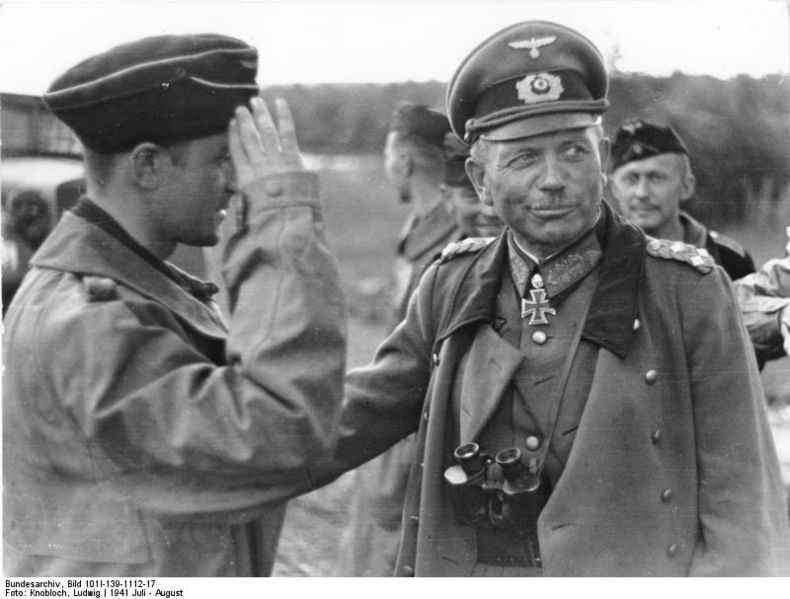 Bundesarchiv, Bild 101I-139-1112-17
Foto: Knobloch, Ludwig | 1941 Juli - August